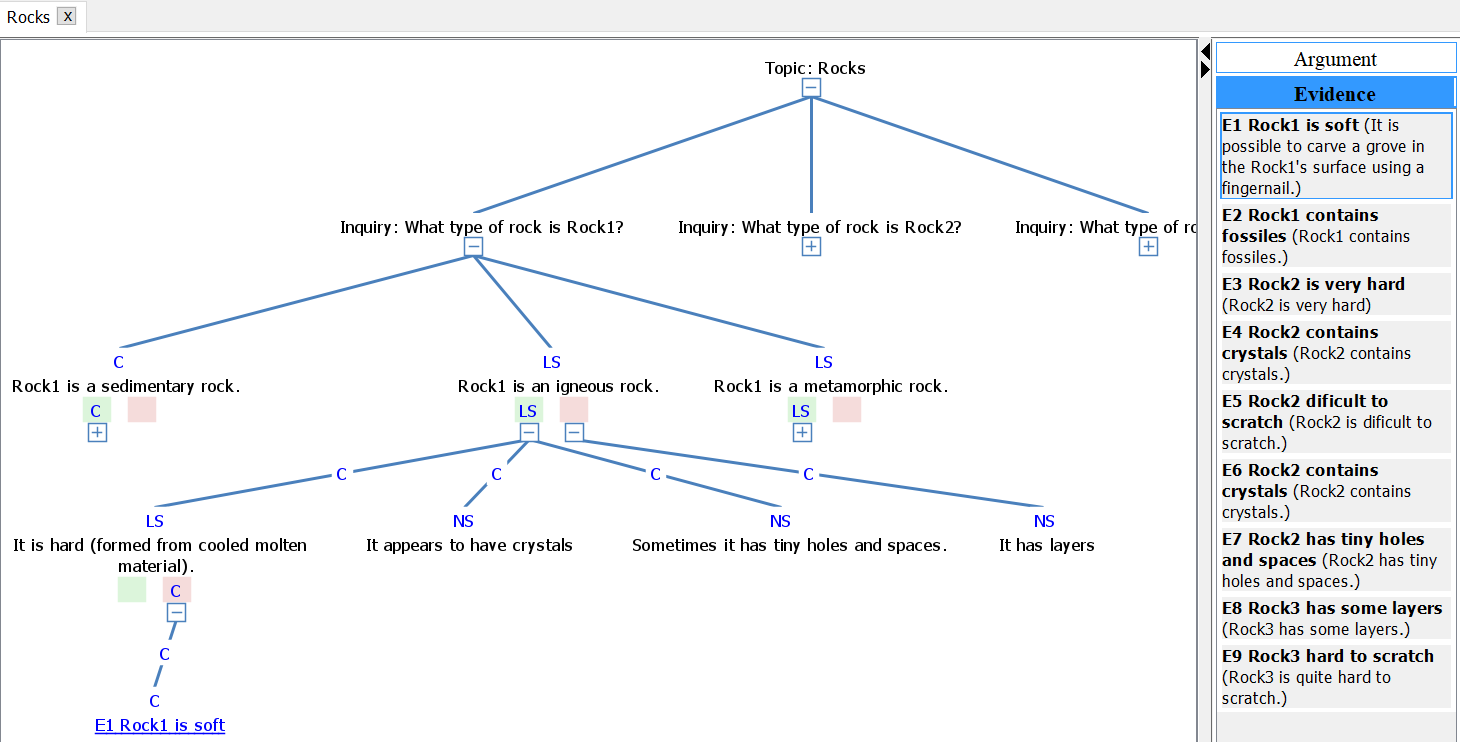 Rocks x
Topic: Rocks
Inquiry: What type of rock is Rock1?
Inquiry: What type of rock is Rock2?
Inquiry: What type of ro
C
LS
LS
Rock1 is a sedimentary rock.
Rock1 is an igneous rock.
Rock1 is a metamorphic rock.
C
LS
LS
C
C
C
C
LS
NS
NS
NS
It is hard (formed from cooled molten
material).
It appears to have crystals
Sometimes it has tiny holes and spaces.
It has layers
C
C
C
E1 Rock1 is soft
Argument
Evidence
E1 Rock1 is soft (It is
possible to carve a grove in
the Rock1's surface using a
fingernail.)
E2 Rock1 contains
fossiles (Rock1 contains
fossiles.)
E3 Rock2 is very hard
(Rock2 is very hard)
E4 Rock2 contains
crystals (Rock2 contains
crystals.)
E5 Rock2 dificult to
scratch (Rock2 is dificult to
scratch.)
E6 Rock2 contains
crystals (Rock2 contains
crystals.)
E7 Rock2 has tiny holes
and spaces (Rock2 has tiny
holes and spaces.)
E8 Rock3 has some layers
(Rock3 has some layers.)
E9 Rock3 hard to scratch
(Rock3 is quite hard to
scratch.)